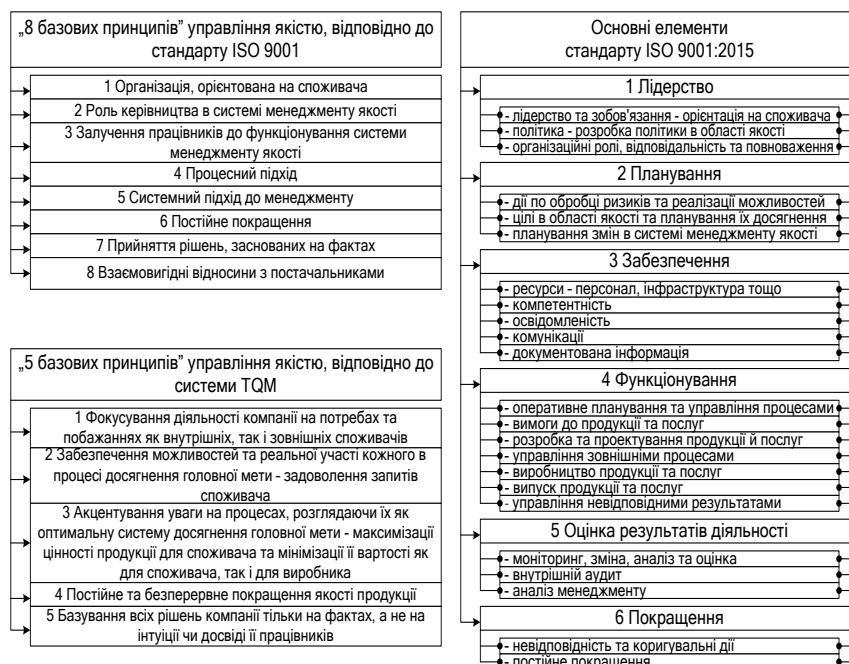 „8 базових принципів” управління якістю, відповідно до
стандарту ISO 9001
1 Організація, орієнтована на споживача
2 Роль керівництва в системі менеджменту якості
3 Залучення працівників до функціонування системи
менеджменту якості
4 Процесний підхід
5 Системний підхід до менеджменту
6 Постійне покращення
7 Прийняття рішень, заснованих на фактах
8 Взаємовигідні відносини з постачальниками
„5 базових принципів” управління якістю, відповідно до
системи TQM
1 Фокусування діяльності компанії на потребах та
побажаннях як внутрішніх, так і зовнішніх споживачів
2 Забезпечення можливостей та реальної участі кожного в
процесі досягнення головної мети - задоволення запитів
споживача
3 Акцентування уваги на процесах, розглядаючи їх як
оптимальну систему досягнення головної мети - максимізації
цінності продукції для споживача та мінімізації її вартості як
для споживача, так і для виробника
4 Постійне та безперервне покращення якості продукції
5 Базування всіх рішень компанії тільки на фактах, а не на
інтуіції чи досвіді її працівників
Основні елементи
стандарту ISO 9001:2015
1 Лідерство
- лідерство та зобов'язання - орієнтація на споживача
- політика - розробка політики в області якості
- організаційні ролі, відповідальність та повноваження
2 Планування
- дії по обробці ризиків та реалізації можливостей
- цілі в області якості та планування їх досягнення
- планування змін в системі менеджменту якості
3 Забезпечення
- ресурси - персонал, інфраструктура тощо
- компетентність
- освідомленість
- комунікації
- документована інформація
4 Функціонування
- оперативне планування та управління процесами
- вимоги до продукції та послуг
- розробка та проектування продукції й послуг
- управління зовнішніми процесами
- виробництво продукції та послуг
- випуск продукції та послуг
- управління невідповідними результатами
5 Оцінка результатів діяльності
- моніторинг, зміна, аналіз та оцінка
- внутрішній аудит
- аналіз менеджменту
6 Покращення
- невідповідність та коригувальні дії
- постійне покращення